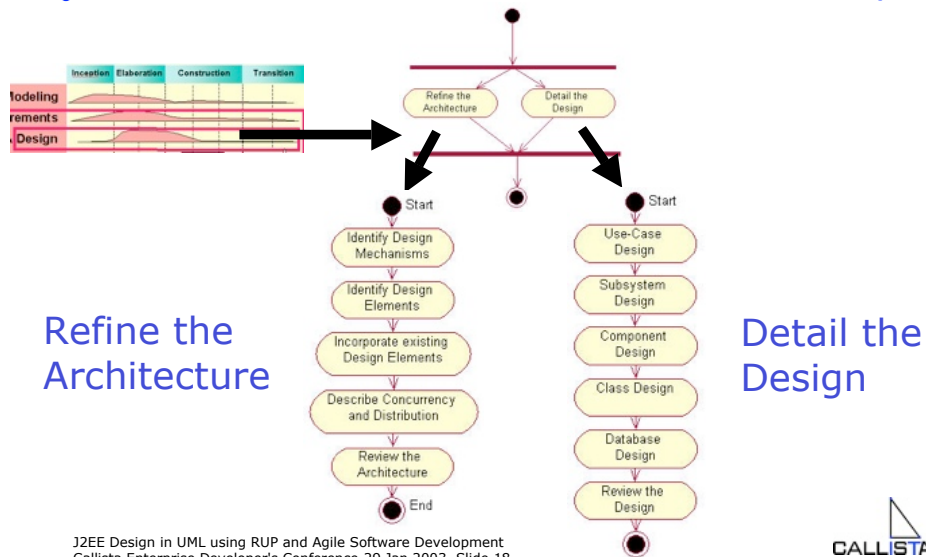 Inception Elaboration Construction Transition
Modeling
& Design
Refine the
Architecture
Detail the
Design
Start
Identify Design
Mechanisms
Identify Design
Elements
Incorporate existing
Design Elements
Describe Concurrency
and Distribution
Review the
Architecture
End
Start
Use-Case
Design
Subsystem
Design
Component
Design
Class Design
Database
Design
Review the
Design
Refine the
Architecture
Detail the
Design
J2EE Design in UML using RUP and Agile Software Development